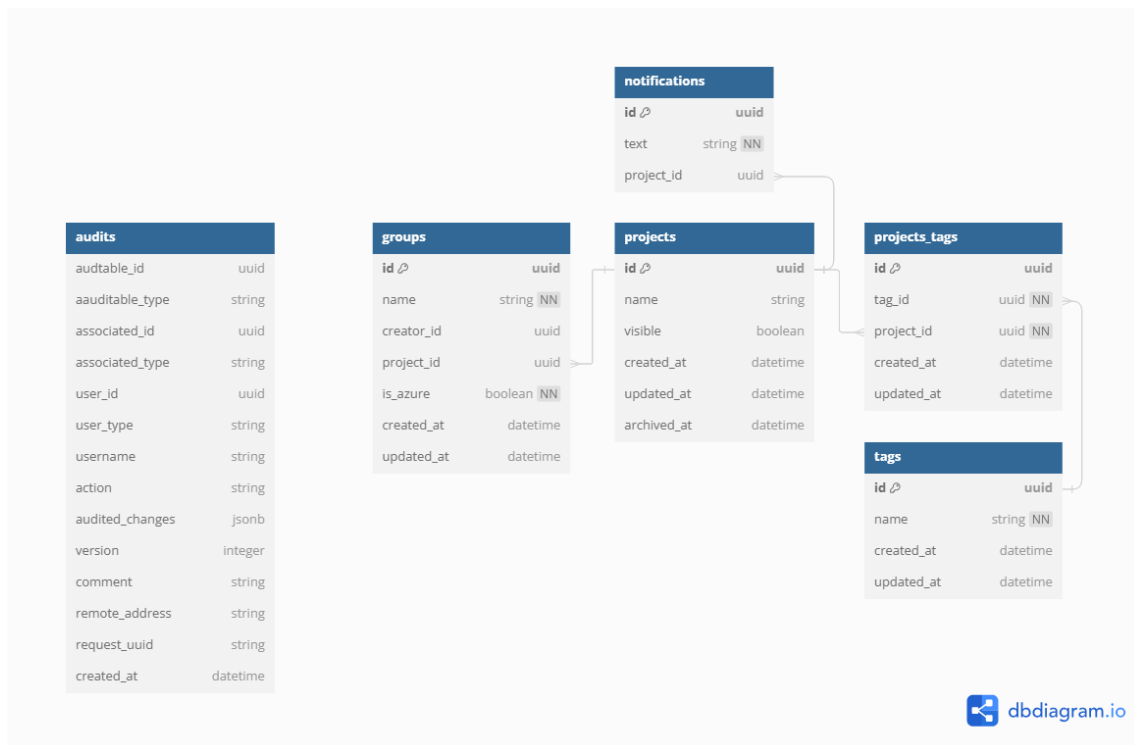 notifications
id uuid
text string NN
project_id uuid
audits
audtable_id uuid
aauditable_type string
associated_id uuid
associated_type string
user_id uuid
user_type string
username string
action string
audited_changes jsonb
version integer
comment string
remote_address string
request_uuid string
created_at datetime
groups
id uuid
name string NN
creator_id uuid
project_id uuid
is_azure boolean NN
created_at datetime
updated_at datetime
projects
id uuid
name string
visible boolean
created_at datetime
updated_at datetime
archived_at datetime
projects_tags
id uuid
tag_id uuid NN
project_id uuid NN
created_at datetime
updated_at datetime
tags
id uuid
name string NN
created_at datetime
updated_at datetime
dbdiagram.io